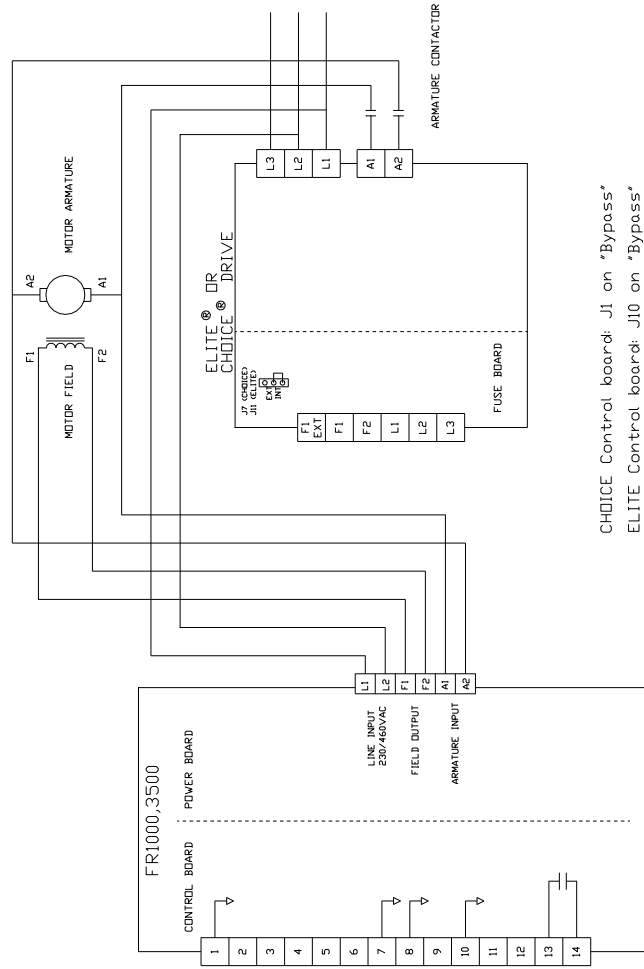 FR1000,3500
CONTROL BOARD
POWER BOARD
1
2
3
4
5
6
7
8
9
10
11
12
13
14
LINE INPUT
230/460VAC
FIELD OUTPUT
ARMATURE INPUT
L1
L2
F1
F2
A1
A2
F1
F2
MOTOR FIELD
A2
A1
MOTOR ARMATURE
ELITE® OR
CHOICE® DRIVE
J7 (CHOICE)
J11 (ELITE)
EXT
INT
F1
EXT
F1
F2
L1
L2
L3
FUSE BOARD
L3
L2
L1
A1
A2
ARMATURE CONTACTOR
CHOICE Control board: J1 on "Bypass"
ELITE Control board: J10 on "Bypass"